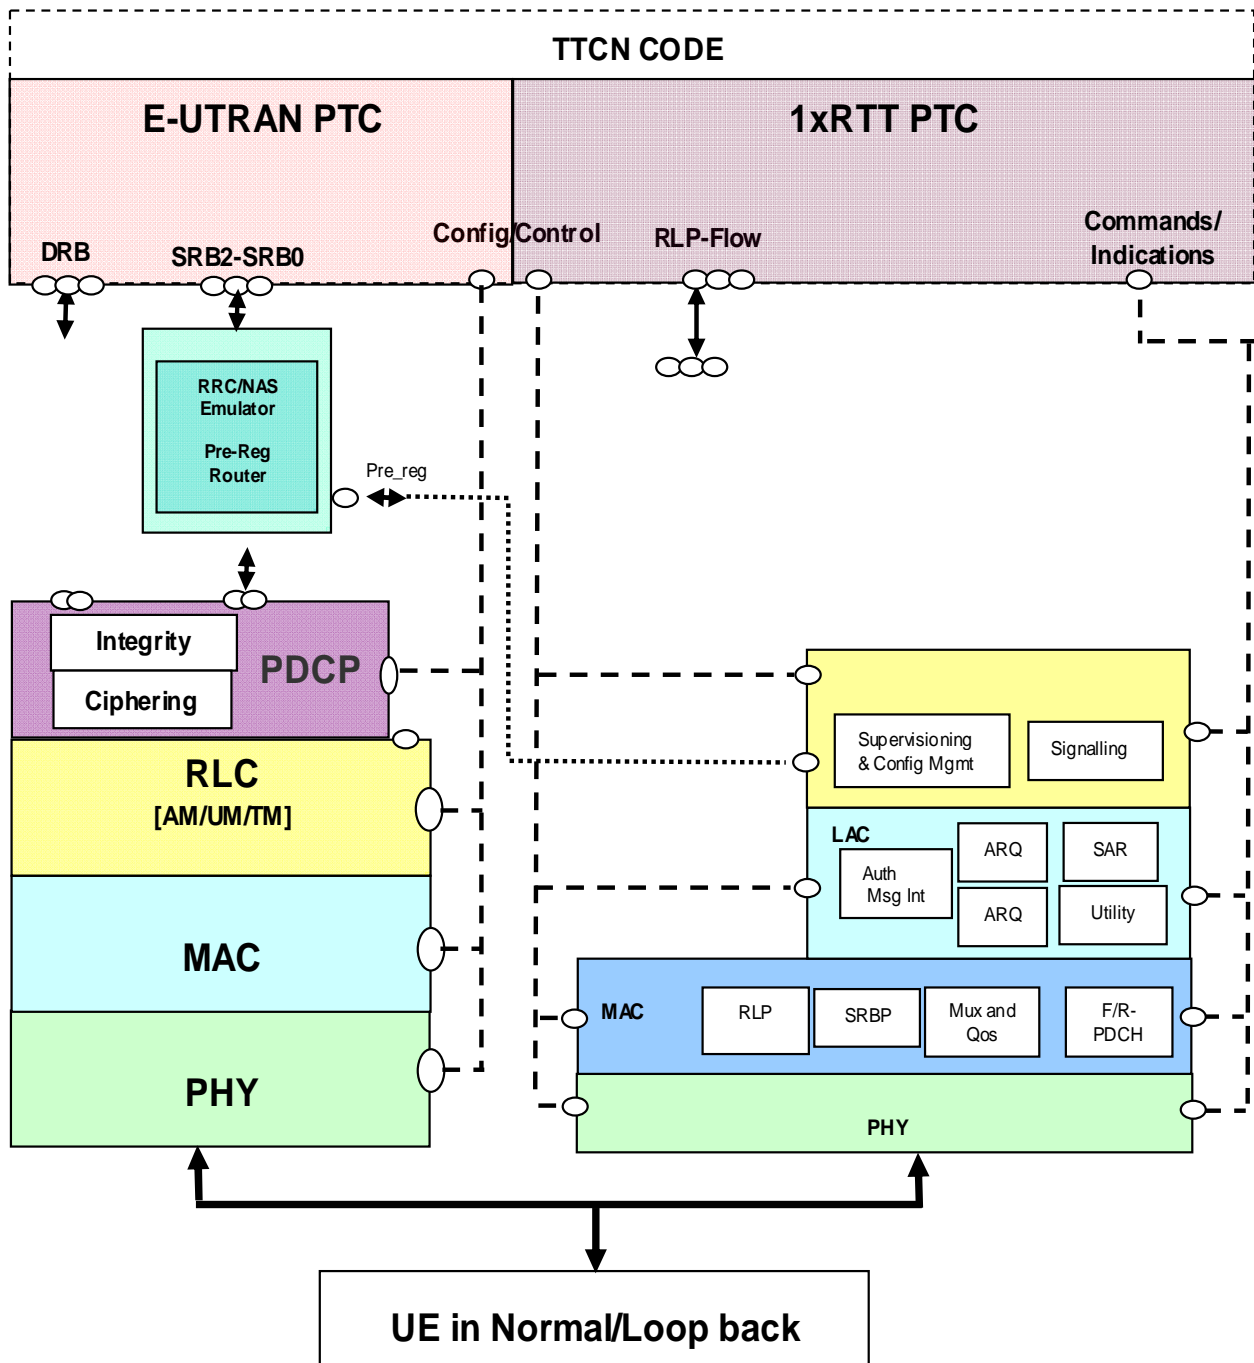 TTCN CODE
E-UTRAN PTC
1xRTT PTC
DRB
SRB2-SRB0
Config/Control
RLP-Flow
Commands/
Indications
RRC/NAS
Emulator
Pre-Reg
Router
Pre_reg
Integrity
Ciphering
PDCP
RLC
[AM/UM/TM]
MAC
PHY
Supervisioning
& Config Mgmt
Signalling
LAC
Auth
Msg Int
ARQ
SAR
ARQ
Utility
MAC
RLP
SRBP
Mux and
Qos
F/R-
PDCH
PHY
UE in Normal/Loop back